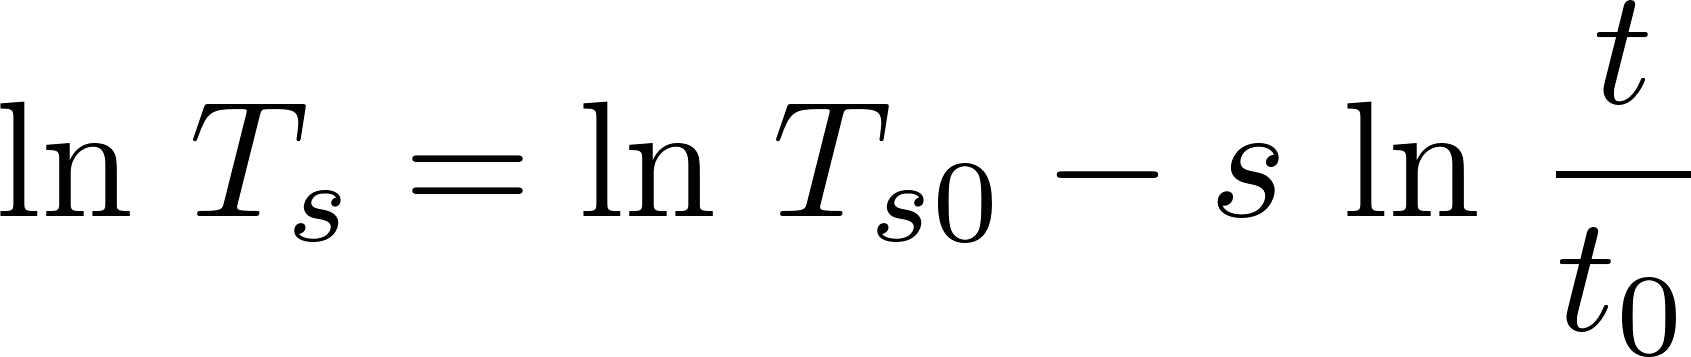 ln T_s = ln T_{s0} − s ln \frac{t}{t_0}